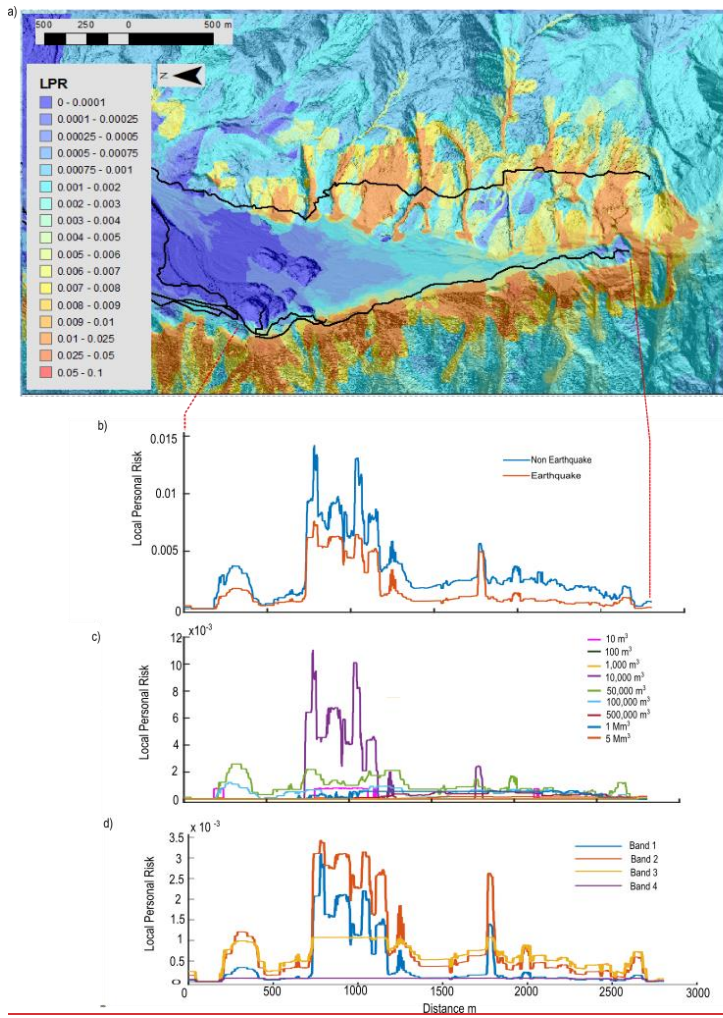 a)
500 250 0 500 m
N
LPR
0 - 0.0001
0.0001 - 0.00025
0.00025 - 0.0005
0.0005 - 0.00075
0.00075 - 0.001
0.001 - 0.002
0.002 - 0.003
0.003 - 0.004
0.004 - 0.005
0.005 - 0.006
0.006 - 0.007
0.007 - 0.008
0.008 - 0.009
0.009 - 0.01
0.01 - 0.025
0.025 - 0.05
0.05 - 0.1
b)
Local Personal Risk
0.015
0.01
0.005
0
Non Earthquake
Earthquake
c)
Local Personal Risk
x10-3
12
10
8
6
4
2
0
10 m³
100 m³
1,000 m³
10,000 m³
50,000 m³
100,000 m³
500,000 m³
1 Mm³
5 Mm³
d)
Local Personal Risk
x 10 -3
3.5
3
2.5
2
1.5
1
0.5
0
Band 1
Band 2
Band 3
Band 4
0 500 1000 1500 2000 2500 3000
Distance m